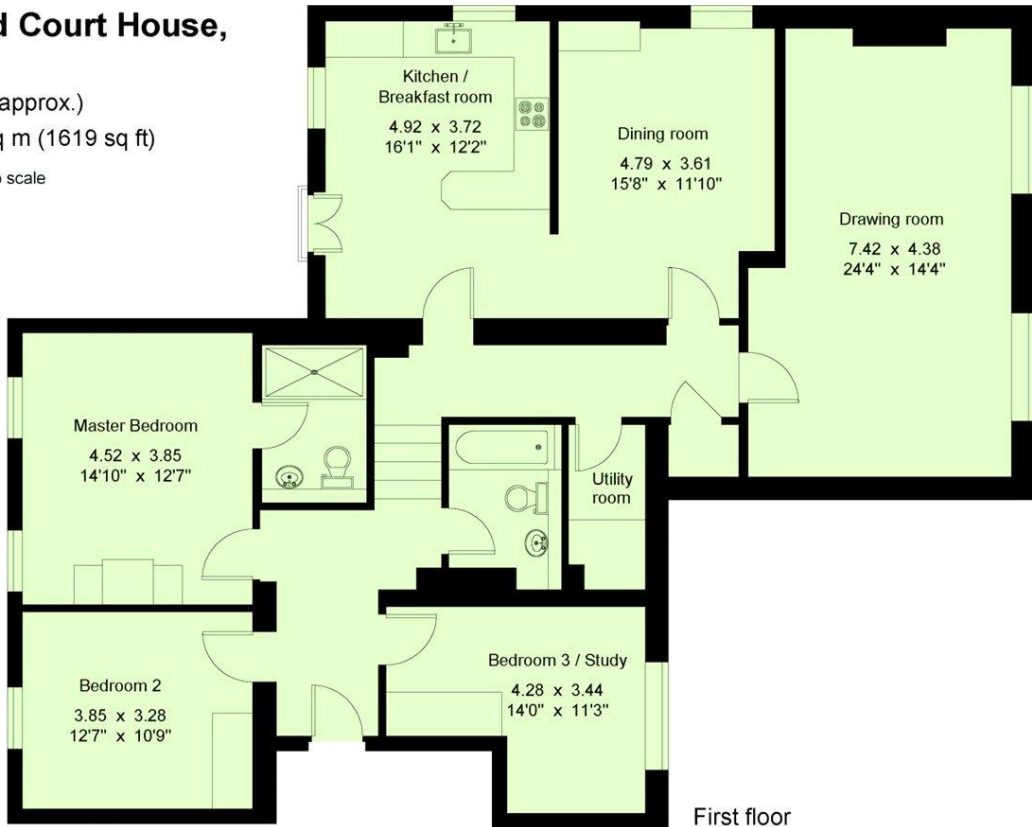 Court House,
approx.)
m (1619 sq ft)
scale
Kitchen /
Breakfast room
4.92 x 3.72
16'1" x 12'2"
Dining room
4.79 x 3.61
15'8" x 11'10"
Drawing room
7.42 x 4.38
24'4" x 14'4"
Master Bedroom
4.52 x 3.85
14'10" x 12'7"
Utility
room
Bedroom 2
3.85 x 3.28
12'7" x 10'9"
Bedroom 3 / Study
4.28 x 3.44
14'0" x 11'3"
First floor